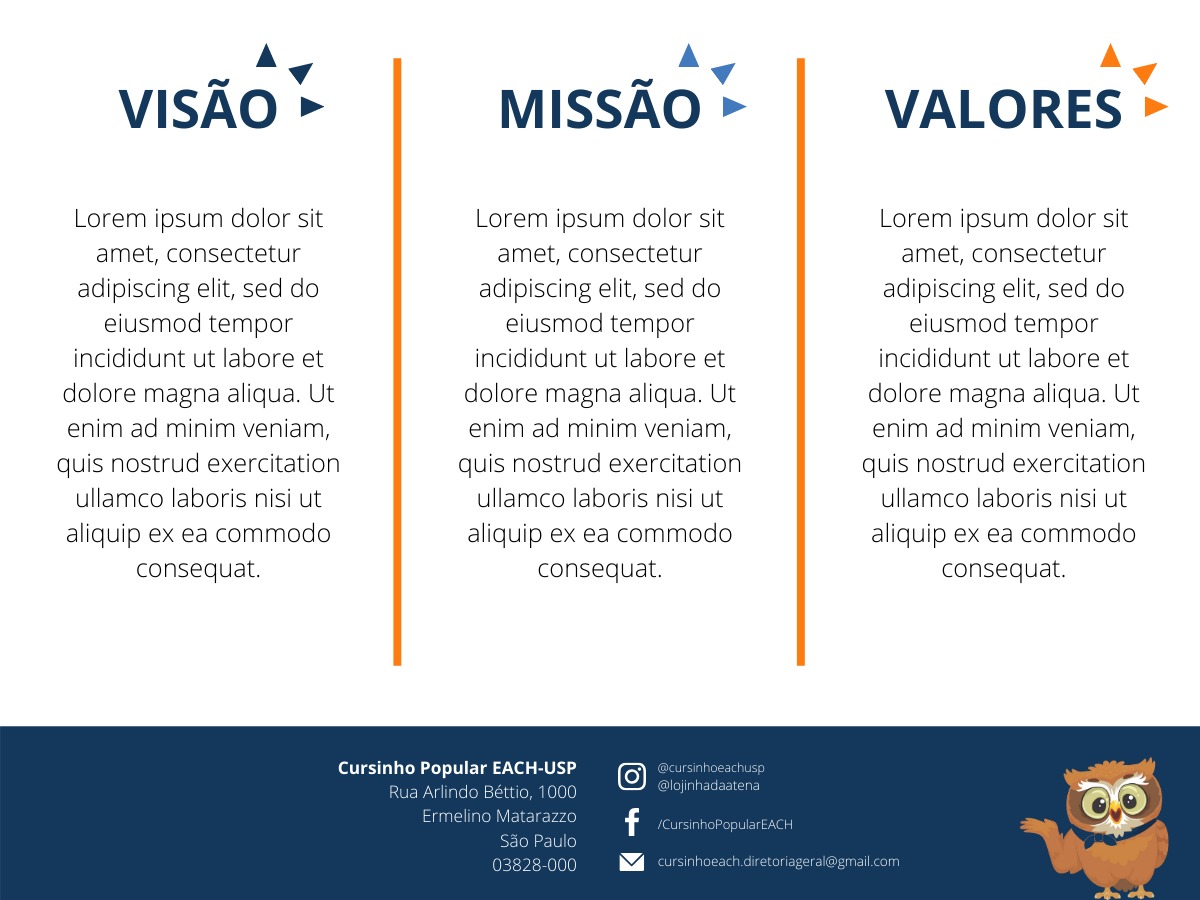 VISÃO
Lorem ipsum dolor sit
amet, consectetur
adipiscing elit, sed do
eiusmod tempor
incididunt ut labore et
dolore magna aliqua. Ut
enim ad minim veniam,
quis nostrud exercitation
ullamco laboris nisi ut
aliquip ex ea commodo
consequat.
MISSÃO
Lorem ipsum dolor sit
amet, consectetur
adipiscing elit, sed do
eiusmod tempor
incididunt ut labore et
dolore magna aliqua. Ut
enim ad minim veniam,
quis nostrud exercitation
ullamco laboris nisi ut
aliquip ex ea commodo
consequat.
VALORES
Lorem ipsum dolor sit
amet, consectetur
adipiscing elit, sed do
eiusmod tempor
incididunt ut labore et
dolore magna aliqua. Ut
enim ad minim veniam,
quis nostrud exercitation
ullamco laboris nisi ut
aliquip ex ea commodo
consequat.
Cursinho Popular EACH-USP
Rua Arlindo Béttio, 1000
Ermelino Matarazzo
São Paulo
03828-000
@cursinhoeachusp
@lojinhadaatena
/CursinhoPopularEACH
cursinhoeach.diretoriageral@gmail.com